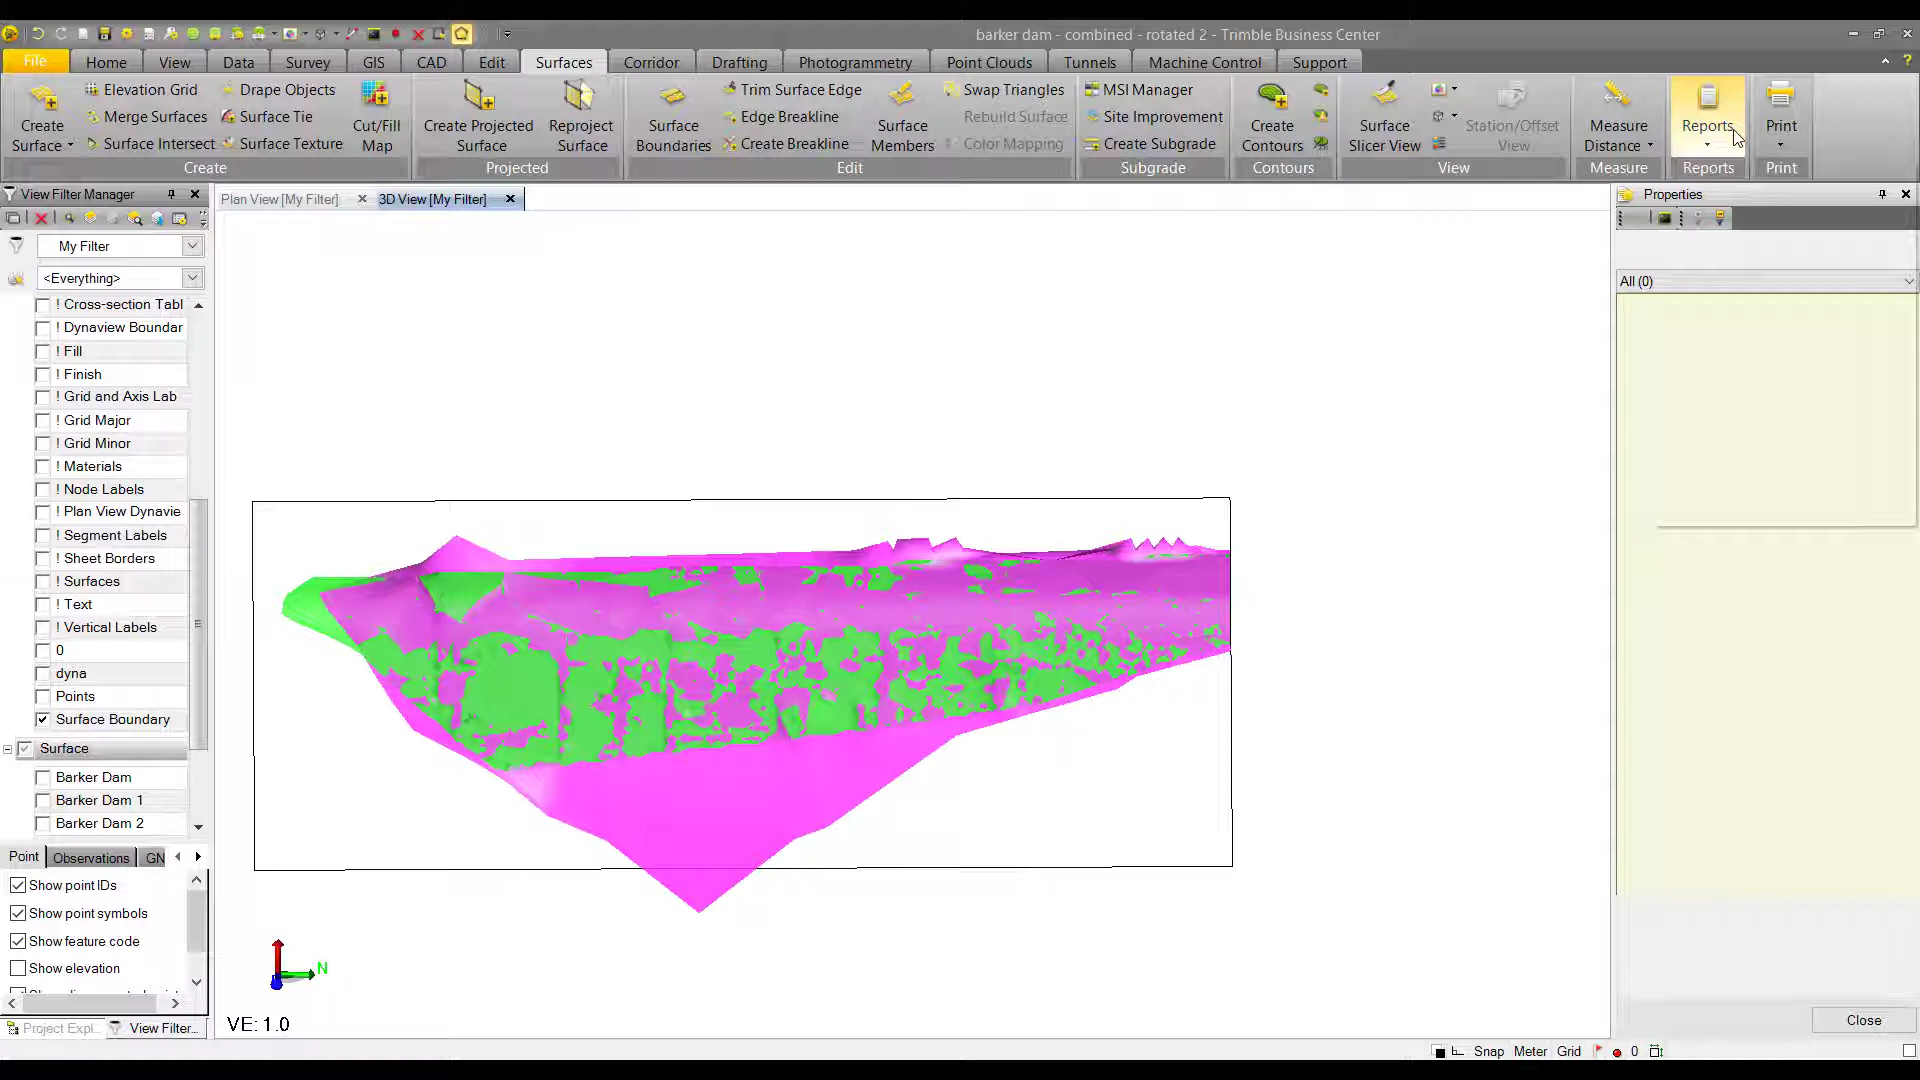 barker dam - combined - rotated 2 - Trimble Business Center
File Home View Data Survey GIS CAD Edit Surfaces Corridor Drafting Photogrammetry Point Clouds Tunnels Machine Control Support
Create Surface
Elevation Grid
Merge Surfaces
Surface Intersect
Drape Objects
Surface Tie
Surface Texture
Cut/Fill Map
Create
Create Projected Surface
Reproject Surface
Projected
Surface Boundaries
Trim Surface Edge
Edge Breakline
Create Breakline
Surface Members
Swap Triangles
Rebuild Surface
Color Mapping
Edit
MSI Manager
Site Improvement
Create Subgrade
Subgrade
Create Contours
Contours
Surface Slicer View
Station/Offset View
View
Measure Distance
Measure
Reports
Reports
Print
Print
View Filter Manager
My Filter
<Everything>
! Cross-section Tabl
! Dynaview Boundar
! Fill
! Finish
! Grid and Axis Lab
! Grid Major
! Grid Minor
! Materials
! Node Labels
! Plan View Dynavie
! Segment Labels
! Sheet Borders
! Surfaces
! Text
! Vertical Labels
0
dyna
Points
Surface Boundary
Surface
Barker Dam
Barker Dam 1
Barker Dam 2
Point Observations GN
Show point IDs
Show point symbols
Show feature code
Show elevation
Project Expl... View Filter...
Plan View [My Filter] 3D View [My Filter]
N
VE: 1.0
Properties
All (0)
Close
Snap Meter Grid 0